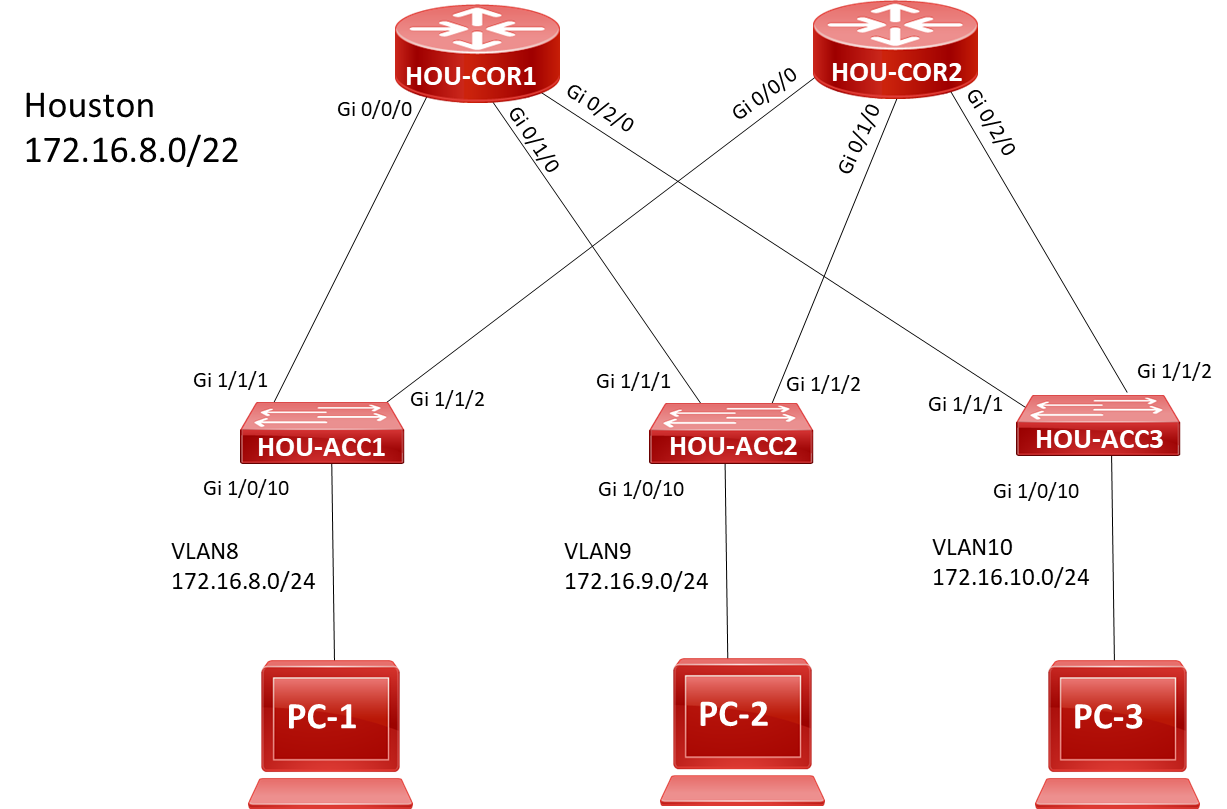 HOU-COR1
HOU-COR2
Houston
172.16.8.0/22
Gi 0/0/0
Gi 0/1/0
Gi 0/2/0
Gi 0/0/0
Gi 0/1/0
Gi 0/2/0
Gi 1/1/1
Gi 1/1/2
Gi 1/1/1
Gi 1/1/2
Gi 1/1/1
Gi 1/1/2
HOU-ACC1
HOU-ACC2
HOU-ACC3
Gi 1/0/10
Gi 1/0/10
Gi 1/0/10
VLAN8
172.16.8.0/24
VLAN9
172.16.9.0/24
VLAN10
172.16.10.0/24
PC-1
PC-2
PC-3